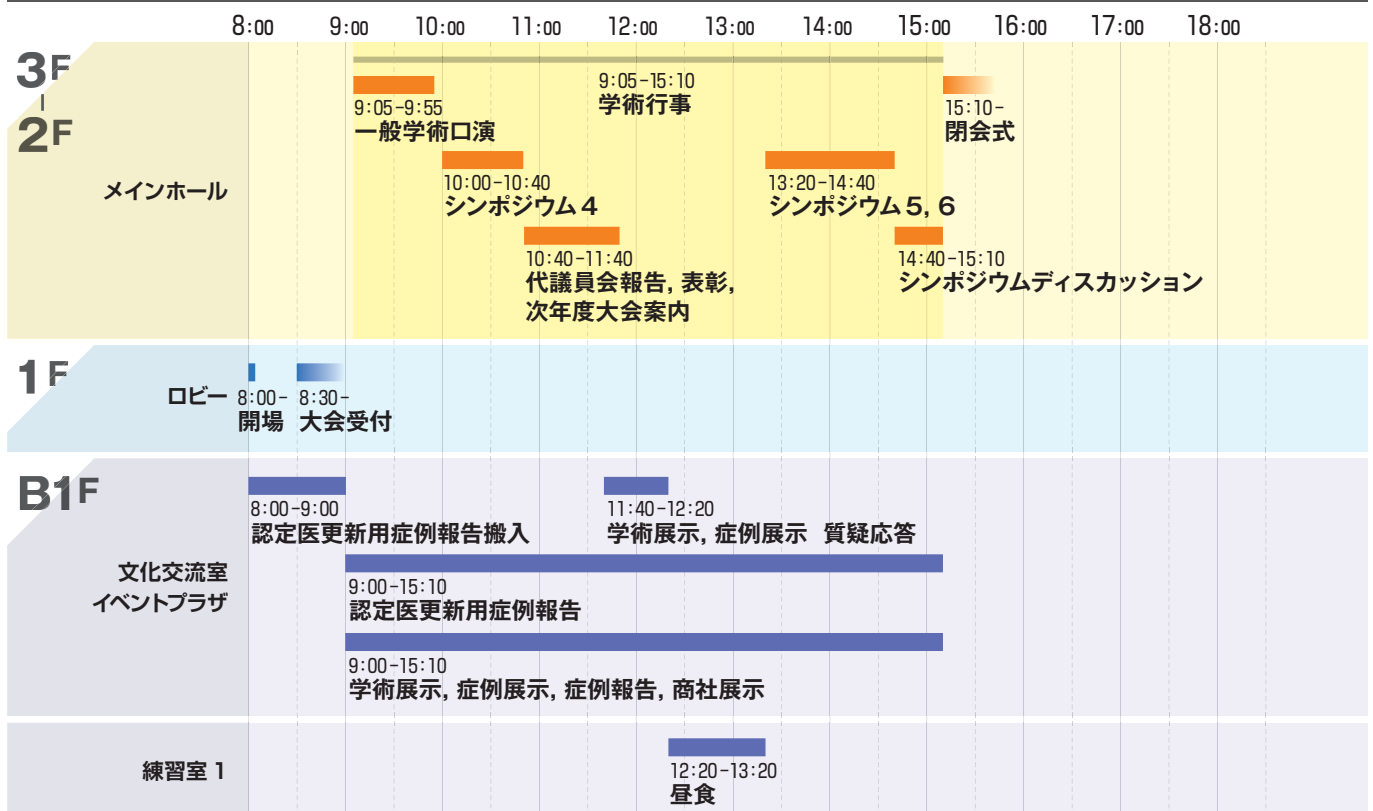 8:00 9:00 10:00 11:00 12:00 13:00 14:00 15:00 16:00 17:00 18:00
3F
2F
メインホール
9:05-15:10
学術行事
9:05-9:55
一般学術口演
15:10-
閉会式
10:00-10:40
シンポジウム 4
13:20-14:40
シンポジウム 5, 6
10:40-11:40
代議員会報告, 表彰,
次年度大会案内
14:40-15:10
シンポジウムディスカッション
1F
ロビー
8:00-
開場
8:30-
大会受付
B1F
文化交流室
イベントプラザ
8:00-9:00
認定医更新用症例報告搬入
11:40-12:20
学術展示, 症例展示 質疑応答
9:00-15:10
認定医更新用症例報告
9:00-15:10
学術展示, 症例展示, 症例報告, 商社展示
練習室 1
12:20-13:20
昼食